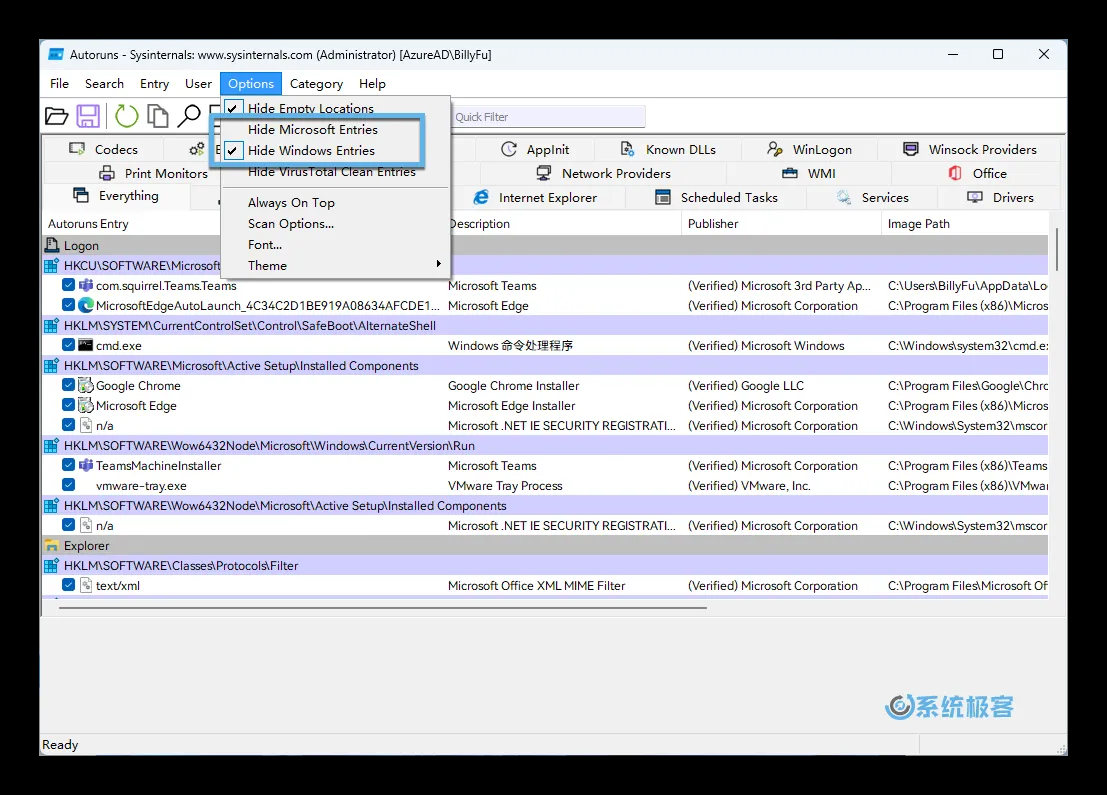 Autoruns - Sysinternals: www.sysinternals.com (Administrator) [AzureAD\BillyFu]
File Search Entry User Options Category Help
Hide Empty Locations
Hide Microsoft Entries
Hide Windows Entries
Hide VirusTotal Clean Entries
Always On Top
Scan Options...
Font...
Theme
Quick Filter
Codecs AppInit Known DLLs WinLogon Winsock Providers
Print Monitors Network Providers WMI Office
Everything Internet Explorer Scheduled Tasks Services Drivers
Autoruns Entry Description Publisher Image Path
Logon
HKCU\SOFTWARE\Microsoft
com.squirrel.Teams.Teams Microsoft Teams (Verified) Microsoft 3rd Party Ap... C:\Users\BillyFu\AppData\Lo
MicrosoftEdgeAutoLaunch_4C34C2D1BE919A08634AFCDE1... Microsoft Edge (Verified) Microsoft Corporation C:\Program Files (x86)\Micros
HKLM\SYSTEM\CurrentControlSet\Control\SafeBoot\AlternateShell
cmd.exe Windows 命令处理程序 (Verified) Microsoft Windows C:\Windows\system32\cmd.ex
HKLM\SOFTWARE\Microsoft\Active Setup\Installed Components
Google Chrome Google Chrome Installer (Verified) Google LLC C:\Program Files\Google\Chro
Microsoft Edge Microsoft Edge Installer (Verified) Microsoft Corporation C:\Program Files (x86)\Micros
n/a Microsoft .NET IE SECURITY REGISTRATI... (Verified) Microsoft Corporation C:\Windows\System32\mscor
HKLM\SOFTWARE\Wow6432Node\Microsoft\Windows\CurrentVersion\Run
TeamsMachineInstaller Microsoft Teams (Verified) Microsoft Corporation C:\Program Files (x86)\Teams
vmware-tray.exe VMware Tray Process (Verified) VMware, Inc. C:\Program Files (x86)\VMwar
HKLM\SOFTWARE\Wow6432Node\Microsoft\Active Setup\Installed Components
n/a Microsoft .NET IE SECURITY REGISTRATI... (Verified) Microsoft Corporation C:\Windows\System32\mscor
Explorer
HKLM\SOFTWARE\Classes\Protocols\Filter
text/xml Microsoft Office XML MIME Filter (Verified) Microsoft Corporation C:\Program Files\Microsoft Of
系统极客
Ready